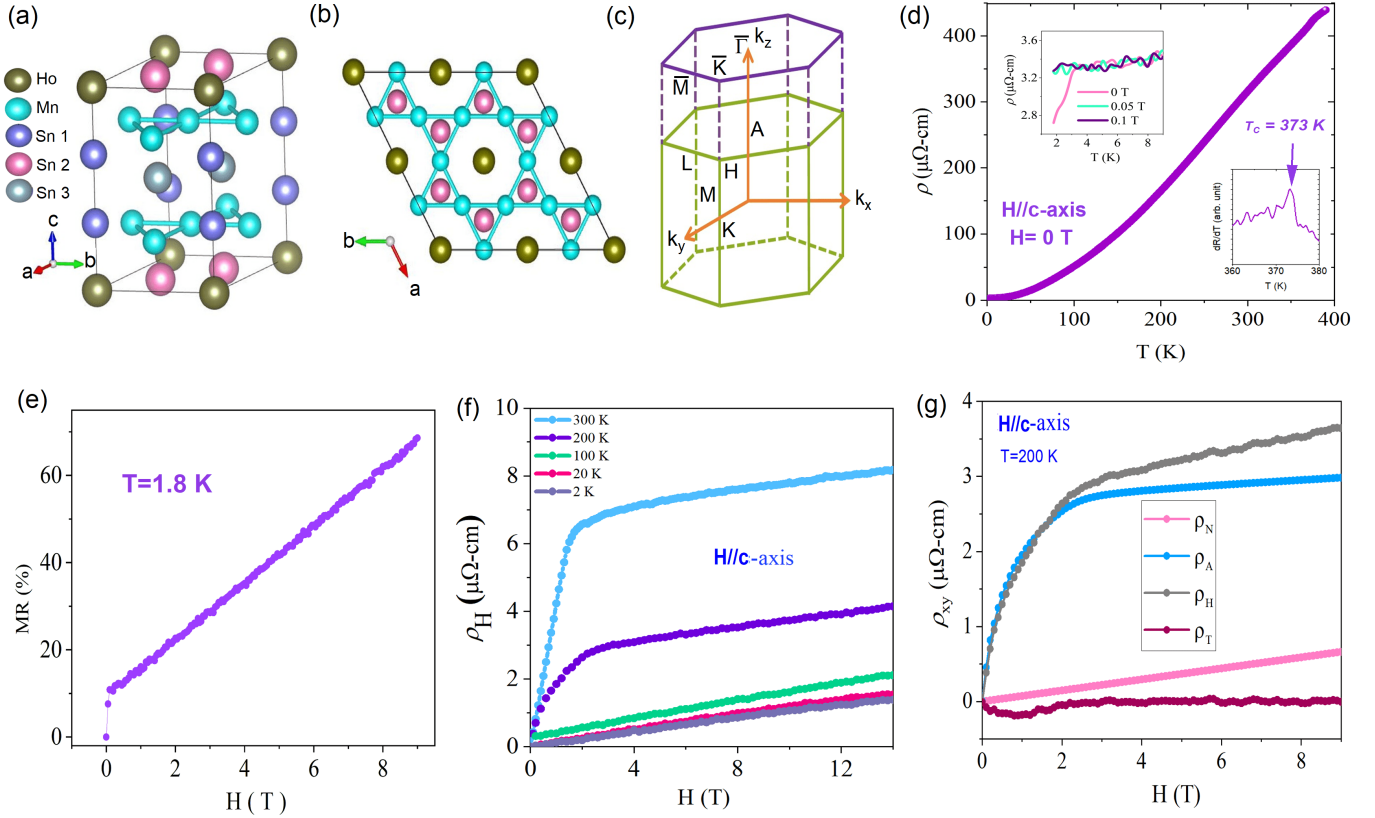 (a)
Ho
Mn
Sn 1
Sn 2
Sn 3
c
a
b
(b)
b
a
(c)
Γ̅
k_z
K̅
M̅
A
L
H
M
K
k_x
k_y
(d)
ρ (μΩ-cm)
400
300
200
100
0
0 100 200 300 400
T (K)
H//c-axis
H= 0 T
T_C = 373 K
ρ (μΩ-cm)
3.6
3.2
2.8
2 4 6 8
T (K)
0 T
0.05 T
0.1 T
dR/dT (arb. unit)
360 370 380
T (K)
(e)
MR (%)
60
40
20
0
0 2 4 6 8
H ( T )
T=1.8 K
(f)
ρ_H (μΩ-cm)
10
8
6
4
2
0
0 4 8 12
H (T)
300 K
200 K
100 K
20 K
2 K
H//c-axis
(g)
ρ_xy (μΩ-cm)
4
3
2
1
0
0 2 4 6 8
H (T)
H//c-axis
T=200 K
ρ_N
ρ_A
ρ_H
ρ_T